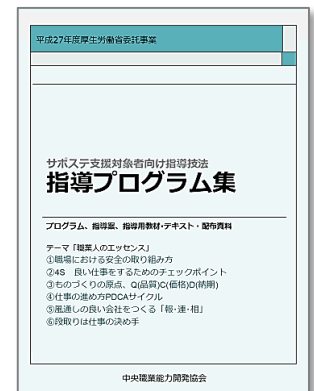 平成27年度厚生労働省委託事業
サポステ支援対象者向け指導技法
指導プログラム集
プログラム、指導案、指導用教材・テキスト・配布資料
テーマ「職業人のエッセンス」
①職場における安全の取り組み方
②4S 良い仕事をするためのチェックポイント
③ものづくりの原点、Q(品質)C(価格)D(納期)
④仕事の進め方PDCAサイクル
⑤風通しの良い会社をつくる「報・連・相」
⑥段取りは仕事の決め手
中央職業能力開発協会